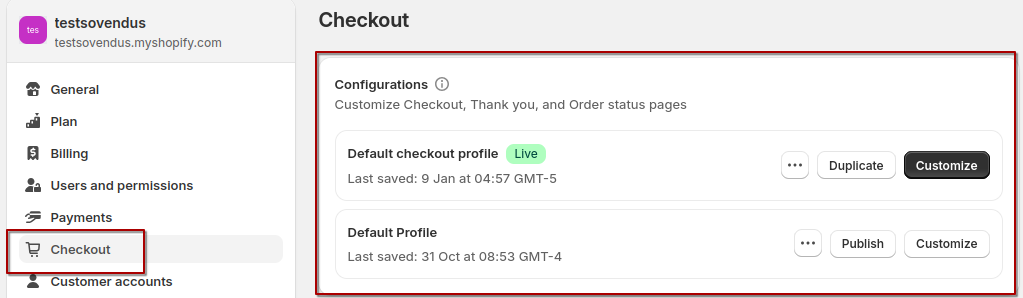 tes
testsovendus
testsovendus.myshopify.com
General
Plan
Billing
Users and permissions
Payments
Checkout
Customer accounts
Checkout
Configurations
Customize Checkout, Thank you, and Order status pages
Default checkout profile Live
Last saved: 9 Jan at 04:57 GMT-5
Duplicate Customize
Default Profile
Last saved: 31 Oct at 08:53 GMT-4
Publish Customize